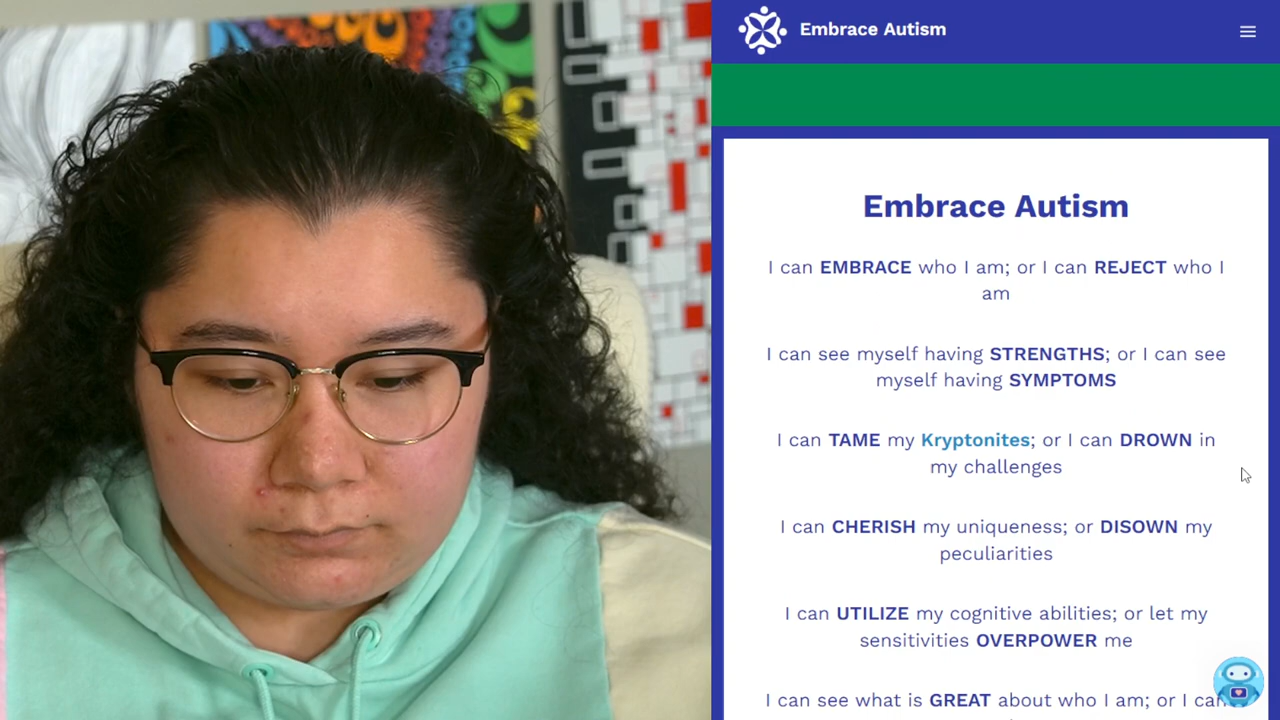 Embrace Autism
Embrace Autism
I can EMBRACE who I am; or I can REJECT who I
am
I can see myself having STRENGTHS; or I can see
myself having SYMPTOMS
I can TAME my Kryptonites; or I can DROWN in
my challenges
I can CHERISH my uniqueness; or DISOWN my
peculiarities
I can UTILIZE my cognitive abilities; or let my
sensitivities OVERPOWER me
I can see what is GREAT about who I am; or I can